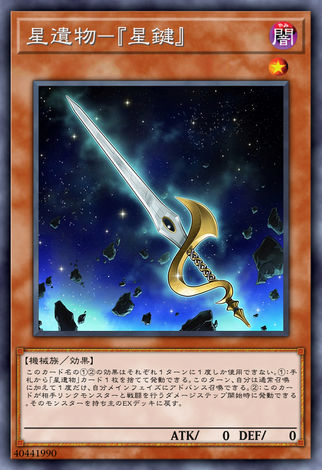 星遺物－『星鍵』
やみ
闇
【機械族／効果】
このカード名の①②の効果はそれぞれ１ターンに１度しか使用できない。①：手
札から「星遺物」カード１枚を捨てて発動できる。このターン、自分は通常召喚
に加えて１度だけ、自分メインフェイズにアドバンス召喚できる。②：このカー
ドが相手リンクモンスターと戦闘を行うダメージステップ開始時に発動できる。
そのモンスターを持ち主のEXデッキに戻す。
ATK/ 0 DEF/ 0
40441990